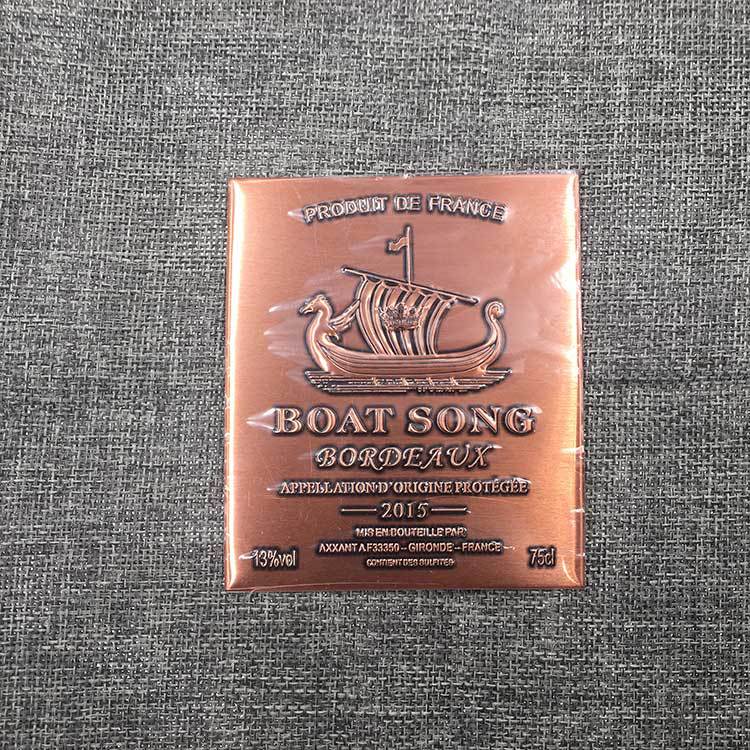 PRODUIT DE FRANCE
BOAT SONG
BORDEAUX
APPELLATION D'ORIGINE PROTÉGÉE
2015
MIS EN BOUTEILLE PAR
AXXANT A F33350 - GIRONDE - FRANCE
13%vol
75cl
CONTIENT DES SULFITES